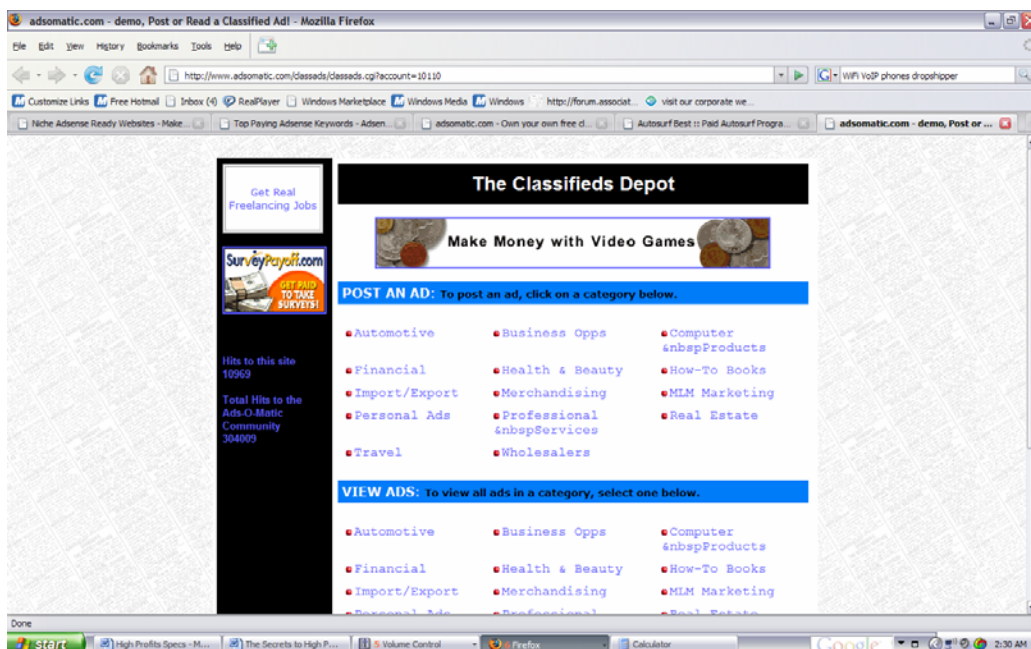 adsomatic.com - demo, Post or Read a Classified Ad! - Mozilla Firefox
File Edit View History Bookmarks Tools Help
http://www.adsomatic.com/classads/classads.cgi?account=10110
WiFi VoIP phones dropshipper
Customize Links Free Hotmail Inbox (4) RealPlayer Windows Marketplace Windows Media Windows http://forum.associat... visit our corporate we...
Niche Adsense Ready Websites - Make... Top Paying Adsense Keywords - Adsen... adsomatic.com - Own your own free cl... Autosurf Best :: Paid Autosurf Progra... adsomatic.com - demo, Post or ...
Get Real
Freelancing Jobs
SurveyPayoff.com
GET PAID
TO TAKE
SURVEYS!
Hits to this site
10969
Total Hits to the
Ads-O-Matic
Community
304009
The Classifieds Depot
Make Money with Video Games
POST AN AD: To post an ad, click on a category below.
Automotive Business Opps Computer
&nbspProducts
Financial Health & Beauty How-To Books
Import/Export Merchandising MLM Marketing
Personal Ads Professional Real Estate
&nbspServices
Travel Wholesalers
VIEW ADS: To view all ads in a category, select one below.
Automotive Business Opps Computer
&nbspProducts
Financial Health & Beauty How-To Books
Import/Export Merchandising MLM Marketing
Personal Ads Professional Real Estate
Done
start High Profits Specs - M... The Secrets to High P... S Volume Control Firefox Calculator Google 2:30 AM